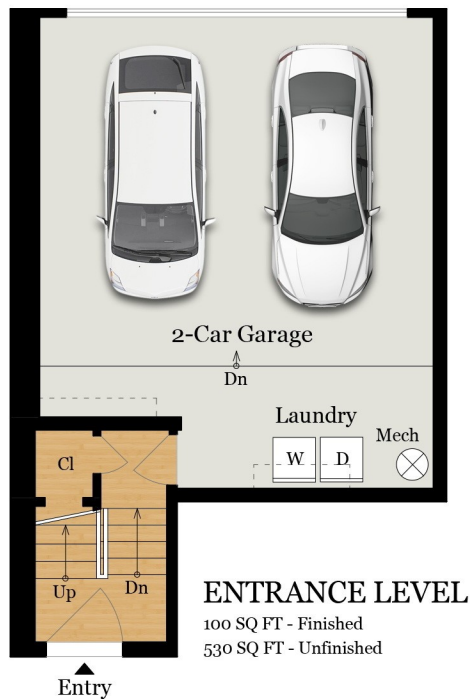 2-Car Garage
Dn
Laundry
W D
Mech
Cl
Up
Dn
ENTRANCE LEVEL
100 SQ FT - Finished
530 SQ FT - Unfinished
Entry